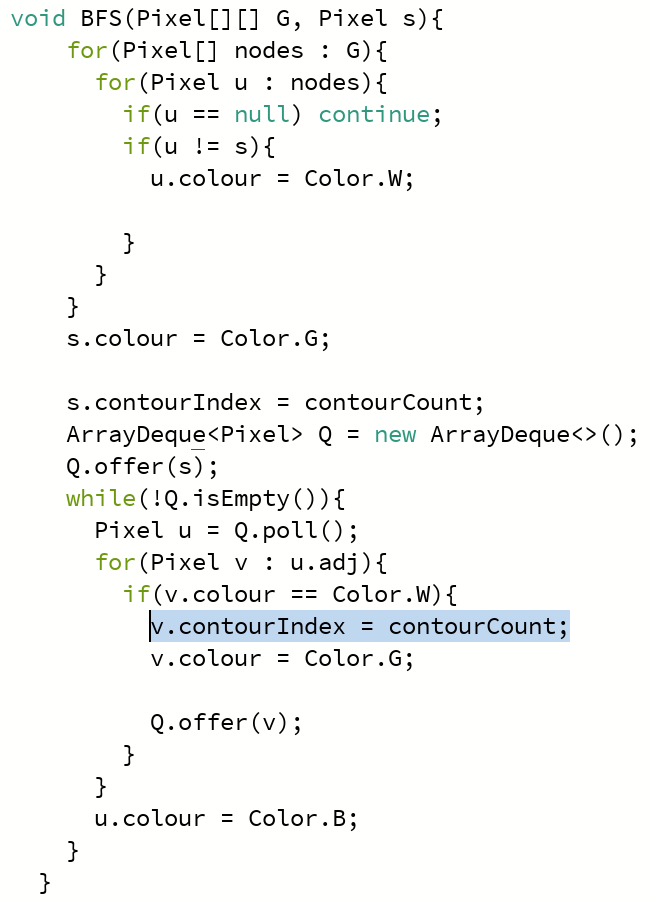 void BFS(Pixel[][] G, Pixel s){
    for(Pixel[] nodes : G){
      for(Pixel u : nodes){
        if(u == null) continue;
        if(u != s){
          u.colour = Color.W;
        }
      }
    }
    s.colour = Color.G;
    s.contourIndex = contourCount;
    ArrayDeque<Pixel> Q = new ArrayDeque<>();
    Q.offer(s);
    while(!Q.isEmpty()){
      Pixel u = Q.poll();
      for(Pixel v : u.adj){
        if(v.colour == Color.W){
          v.contourIndex = contourCount;
          v.colour = Color.G;
          Q.offer(v);
        }
      }
      u.colour = Color.B;
    }
  }